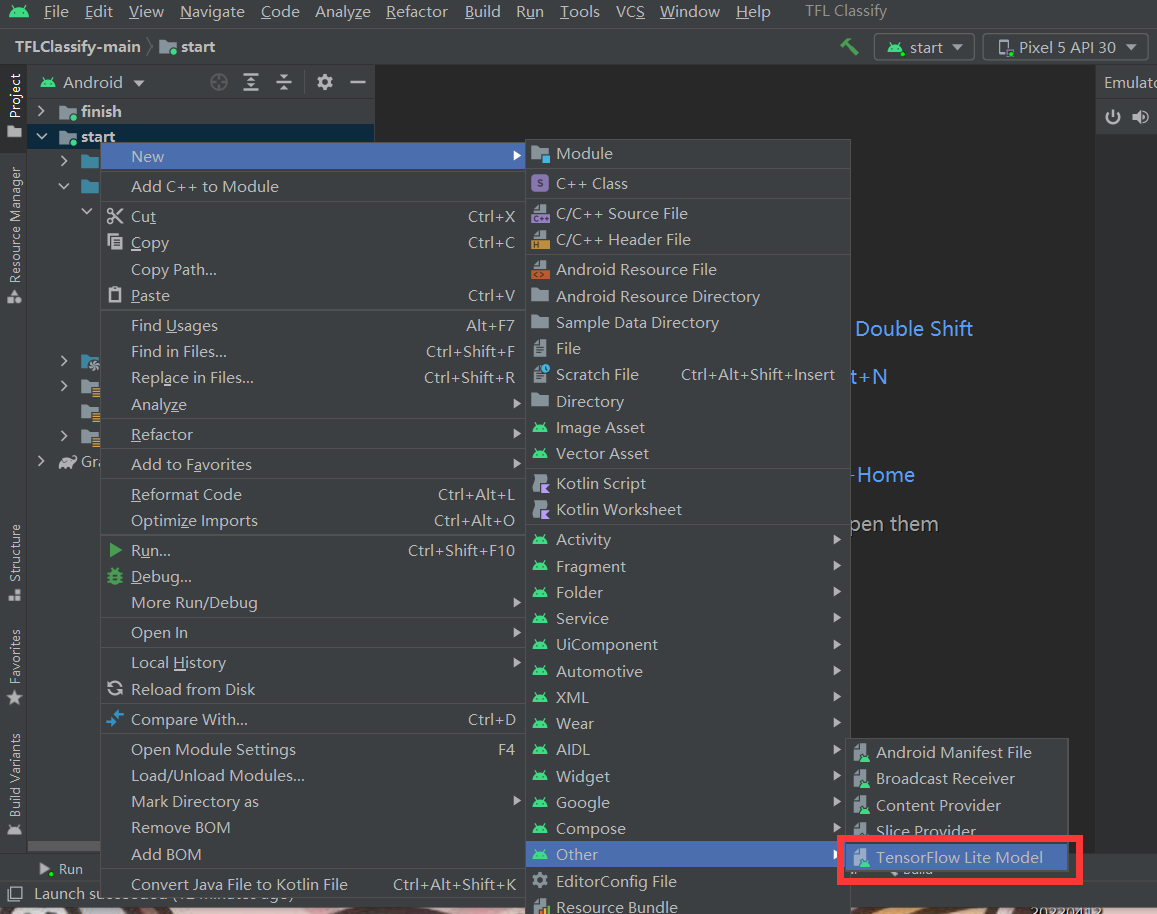 File Edit View Navigate Code Analyze Refactor Build Run Tools VCS Window Help TFL Classify
TFLClassify-main start
start
Pixel 5 API 30
Project
Resource Manager
Structure
Favorites
Build Variants
Android
finish
start
New
Add C++ to Module
Cut Ctrl+X
Copy Ctrl+C
Copy Path...
Paste Ctrl+V
Find Usages Alt+F7
Find in Files... Ctrl+Shift+F
Replace in Files... Ctrl+Shift+R
Analyze
Refactor
Add to Favorites
Reformat Code Ctrl+Alt+L
Optimize Imports Ctrl+Alt+O
Run... Ctrl+Shift+F10
Debug...
More Run/Debug
Open In
Local History
Reload from Disk
Compare With... Ctrl+D
Open Module Settings F4
Load/Unload Modules...
Mark Directory as
Remove BOM
Add BOM
Convert Java File to Kotlin File Ctrl+Alt+Shift+K
Module
C++ Class
C/C++ Source File
C/C++ Header File
Android Resource File
Android Resource Directory
Sample Data Directory
File
Scratch File Ctrl+Alt+Shift+Insert
Directory
Image Asset
Vector Asset
Kotlin Script
Kotlin Worksheet
Activity
Fragment
Folder
Service
UiComponent
Automotive
XML
Wear
AIDL
Widget
Google
Compose
Other
EditorConfig File
Resource Bundle
Android Manifest File
Broadcast Receiver
Content Provider
Slice Provider
TensorFlow Lite Model
Double Shift
t+N
Home
pen them
Emulato
Gra
Run
Build
Launch succ